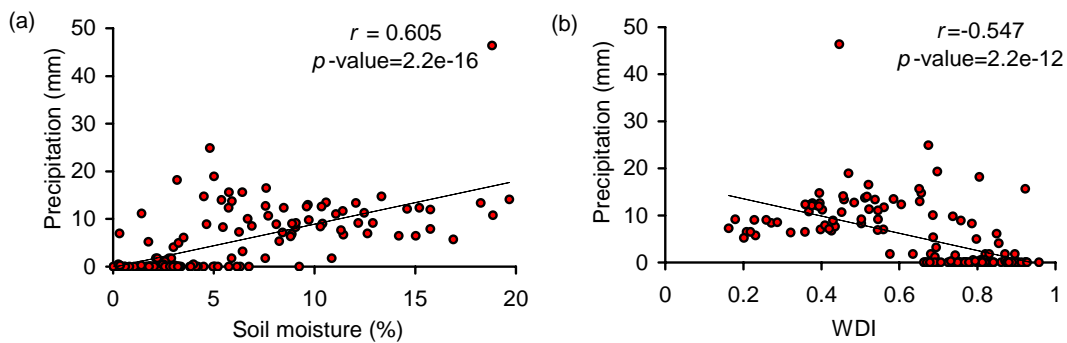 (a)
r = 0.605
p-value=2.2e-16
Precipitation (mm)
50
40
30
20
10
0
0 5 10 15 20
Soil moisture (%)
(b)
r=-0.547
p-value=2.2e-12
Precipitation (mm)
50
40
30
20
10
0
0 0.2 0.4 0.6 0.8 1
WDI